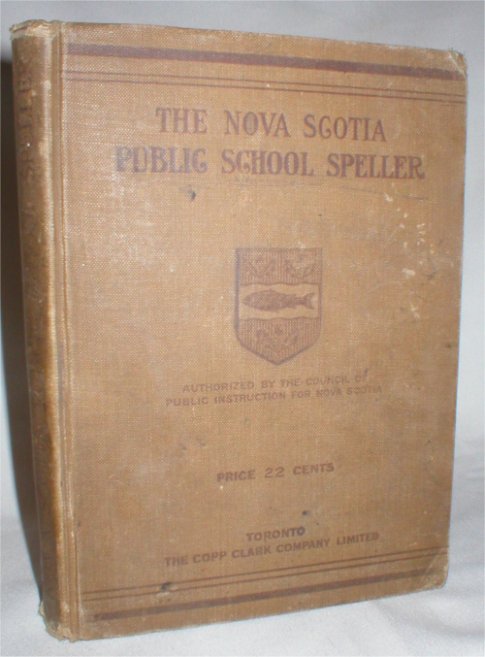 THE NOVA SCOTIA
PUBLIC SCHOOL SPELLER
AUTHORIZED BY THE COUNCIL OF
PUBLIC INSTRUCTION FOR NOVA SCOTIA
PRICE 22 CENTS
TORONTO
THE COPP CLARK COMPANY LIMITED